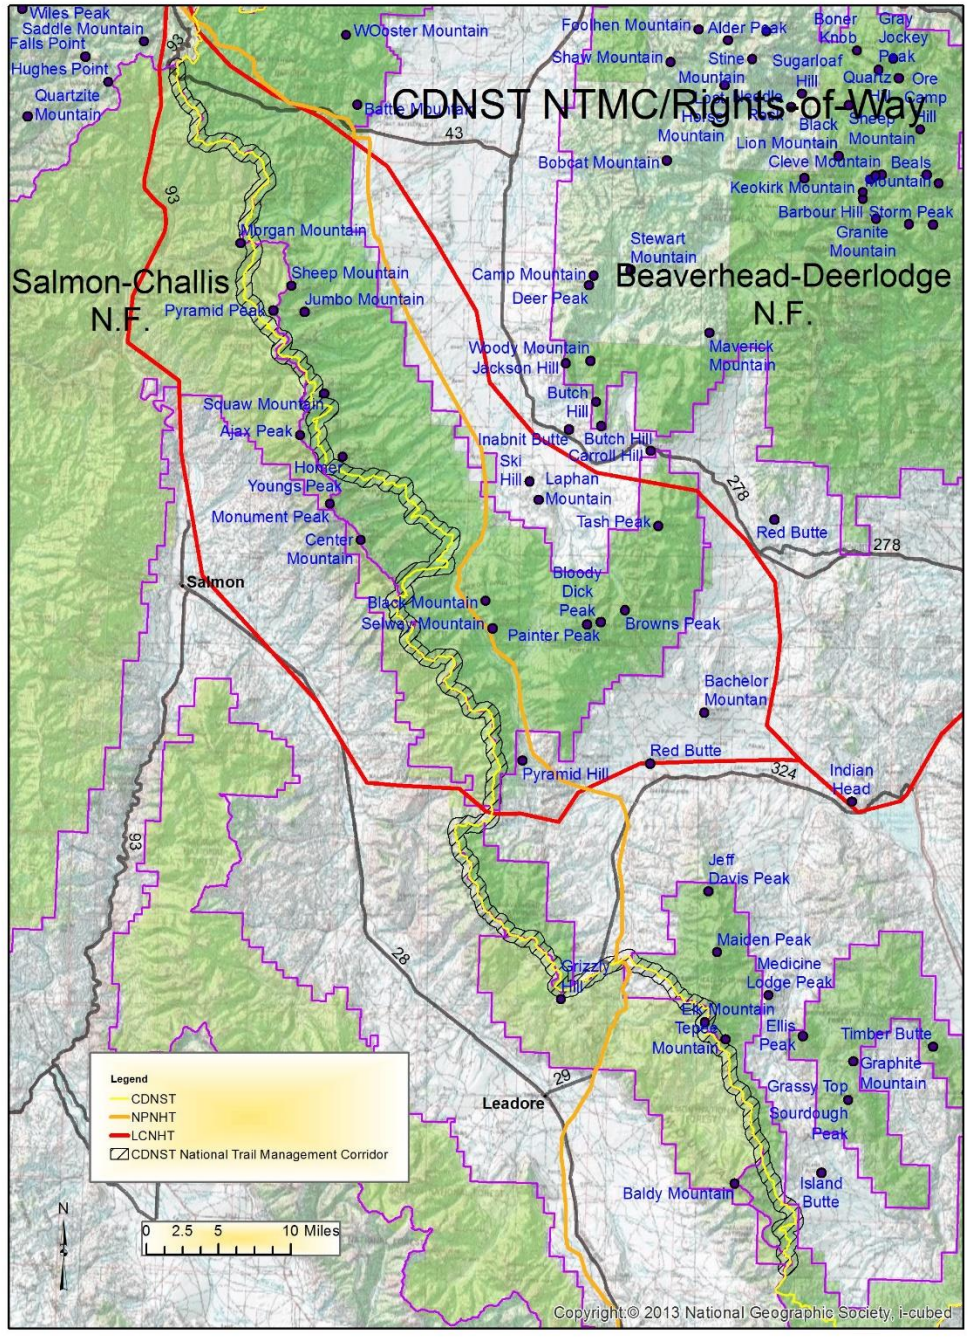 Wiles Peak
Saddle Mountain
Falls Point
Hughes Point
Quartzite
Mountain
93
WOoster Mountain
Foolhen Mountain
Alder Peak
Boner
Knob
Gray
Jockey
Peak
Shaw Mountain
Stine
Mountain
Sugarloaf
Hill
Quartz
Hill
Ore
Camp
Hill
Battle Mountain
CDNST NTMC/Rights-of-Way
Horse
Mountain
Rock
Black
Lion Mountain
Sheep
Mountain
43
Bobcat Mountain
Cleve Mountain
Beals
Mountain
Keokirk Mountain
93
Barbour Hill
Storm Peak
Granite
Mountain
Morgan Mountain
Stewart
Mountain
Salmon-Challis
N.F.
Sheep Mountain
Camp Mountain
Deer Peak
Beaverhead-Deerlodge
N.F.
Pyramid Peak
Jumbo Mountain
Woody Mountain
Jackson Hill
Maverick
Mountain
Squaw Mountain
Butch
Hill
Ajax Peak
Inabnit Butte
Butch Hill
Carroll Hill
Homer
Youngs Peak
Ski
Hill
Laphan
Mountain
278
Monument Peak
Tash Peak
Red Butte
Center
Mountain
278
Salmon
Bloody
Dick
Peak
Black Mountain
Selway Mountain
Painter Peak
Browns Peak
Bachelor
Mountan
Red Butte
Pyramid Hill
324
Indian
Head
93
Jeff
Davis Peak
28
Maiden Peak
Grizzly
Hill
Medicine
Lodge Peak
Elk Mountain
Tepee
Mountain
Ellis
Peak
Timber Butte
Graphite
Mountain
29
Leadore
Grassy Top
Sourdough
Peak
Baldy Mountain
Island
Butte
Legend
CDNST
NPNHT
LCNHT
CDNST National Trail Management Corridor
N
0 2.5 5 10 Miles
Copyright:© 2013 National Geographic Society, i-cubed